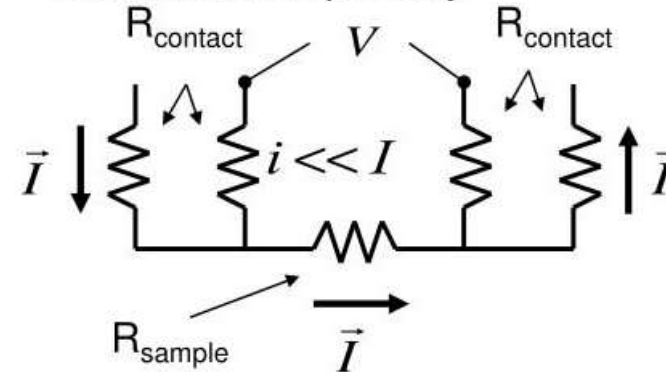 R_contact V R_contact
I⃗ i << I I⃗
R_sample I⃗